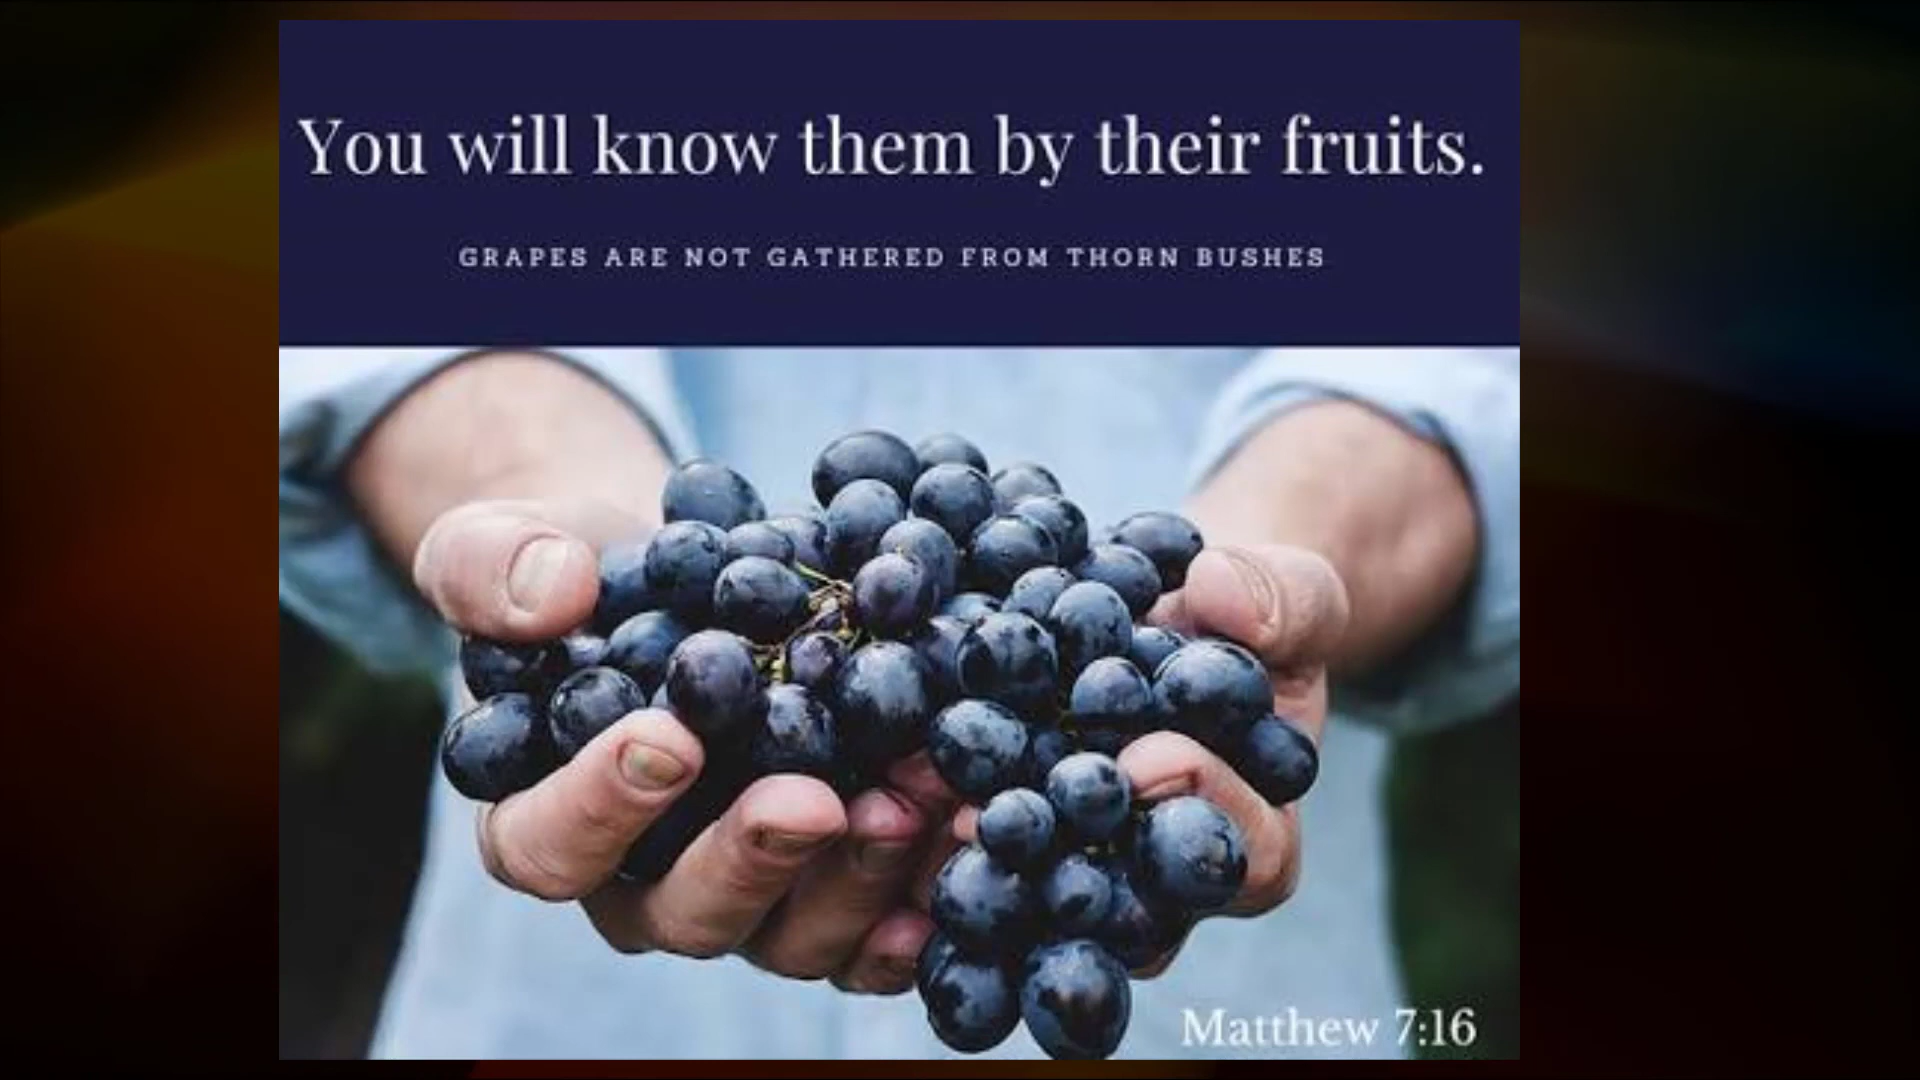 You will know them by their fruits.
GRAPES ARE NOT GATHERED FROM THORN BUSHES
Matthew 7:16